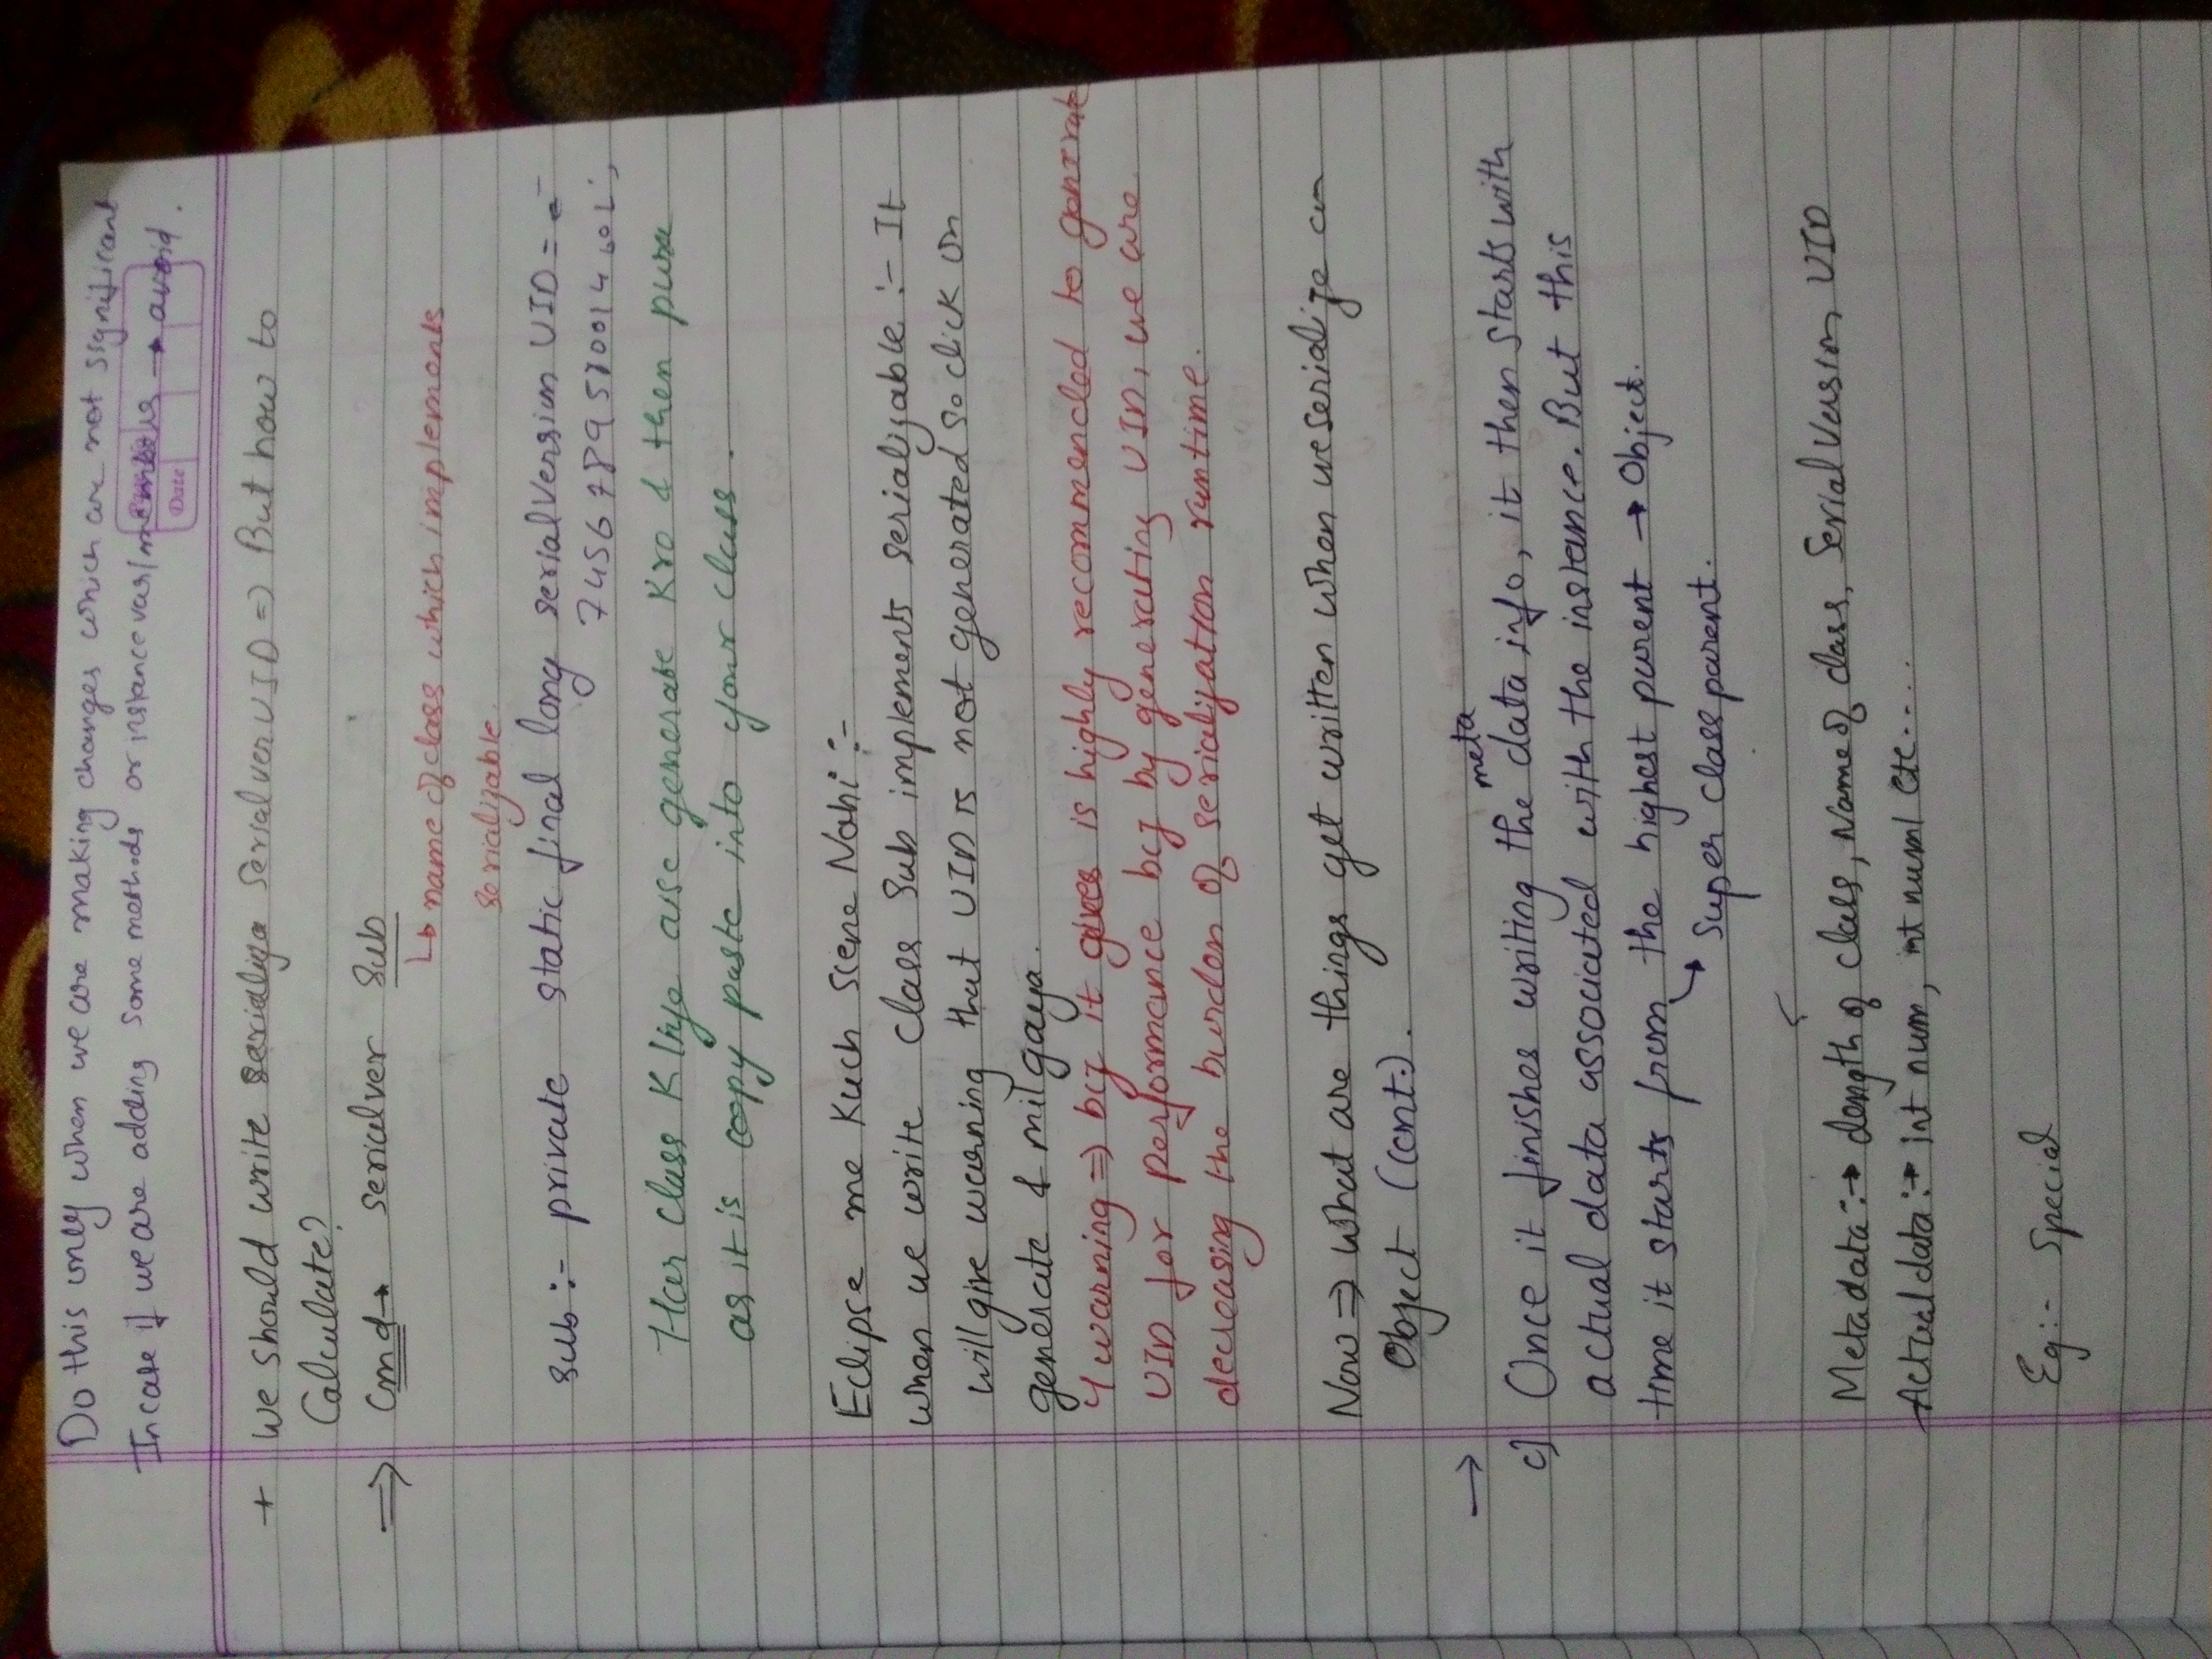 Do this only when we are making changes which are not significant
In case if we are adding some methods or instance var/members → avoid.
Date
+ We should write serializa Serial ver UID => But how to
Calculate?
=> Cmd → serialver Sub
↳ name of class which implements
serializable.
Sub :- private static final long serialVersion UID = -
74567895800146 0L;
Har class K liye aise generate Kro & then pura
as it is copy paste into your class.
Eclipse me Kuch Scene Nahi :-
When we write class Sub implements serializable :- It
will give warning that UID is not generated so click on
generate & mil gaya.
↳ warning => bcz it gives is highly recommended to generate
UID for performance bcz by generating UID, we are
decreasing the burden of serialization runtime.
Now => What are things get written when we serialize an
Object (cont.).
→
meta
c) Once it finishes writing the data info, it then starts with
actual data associated with the instance. But this
time it starts from the highest parent → Object.
↳ Super class parent.
←
Metadata :→ length of class, Name of class, Serial Version UID
Actual data :→ int num, int num1 etc....
Eg :- Special